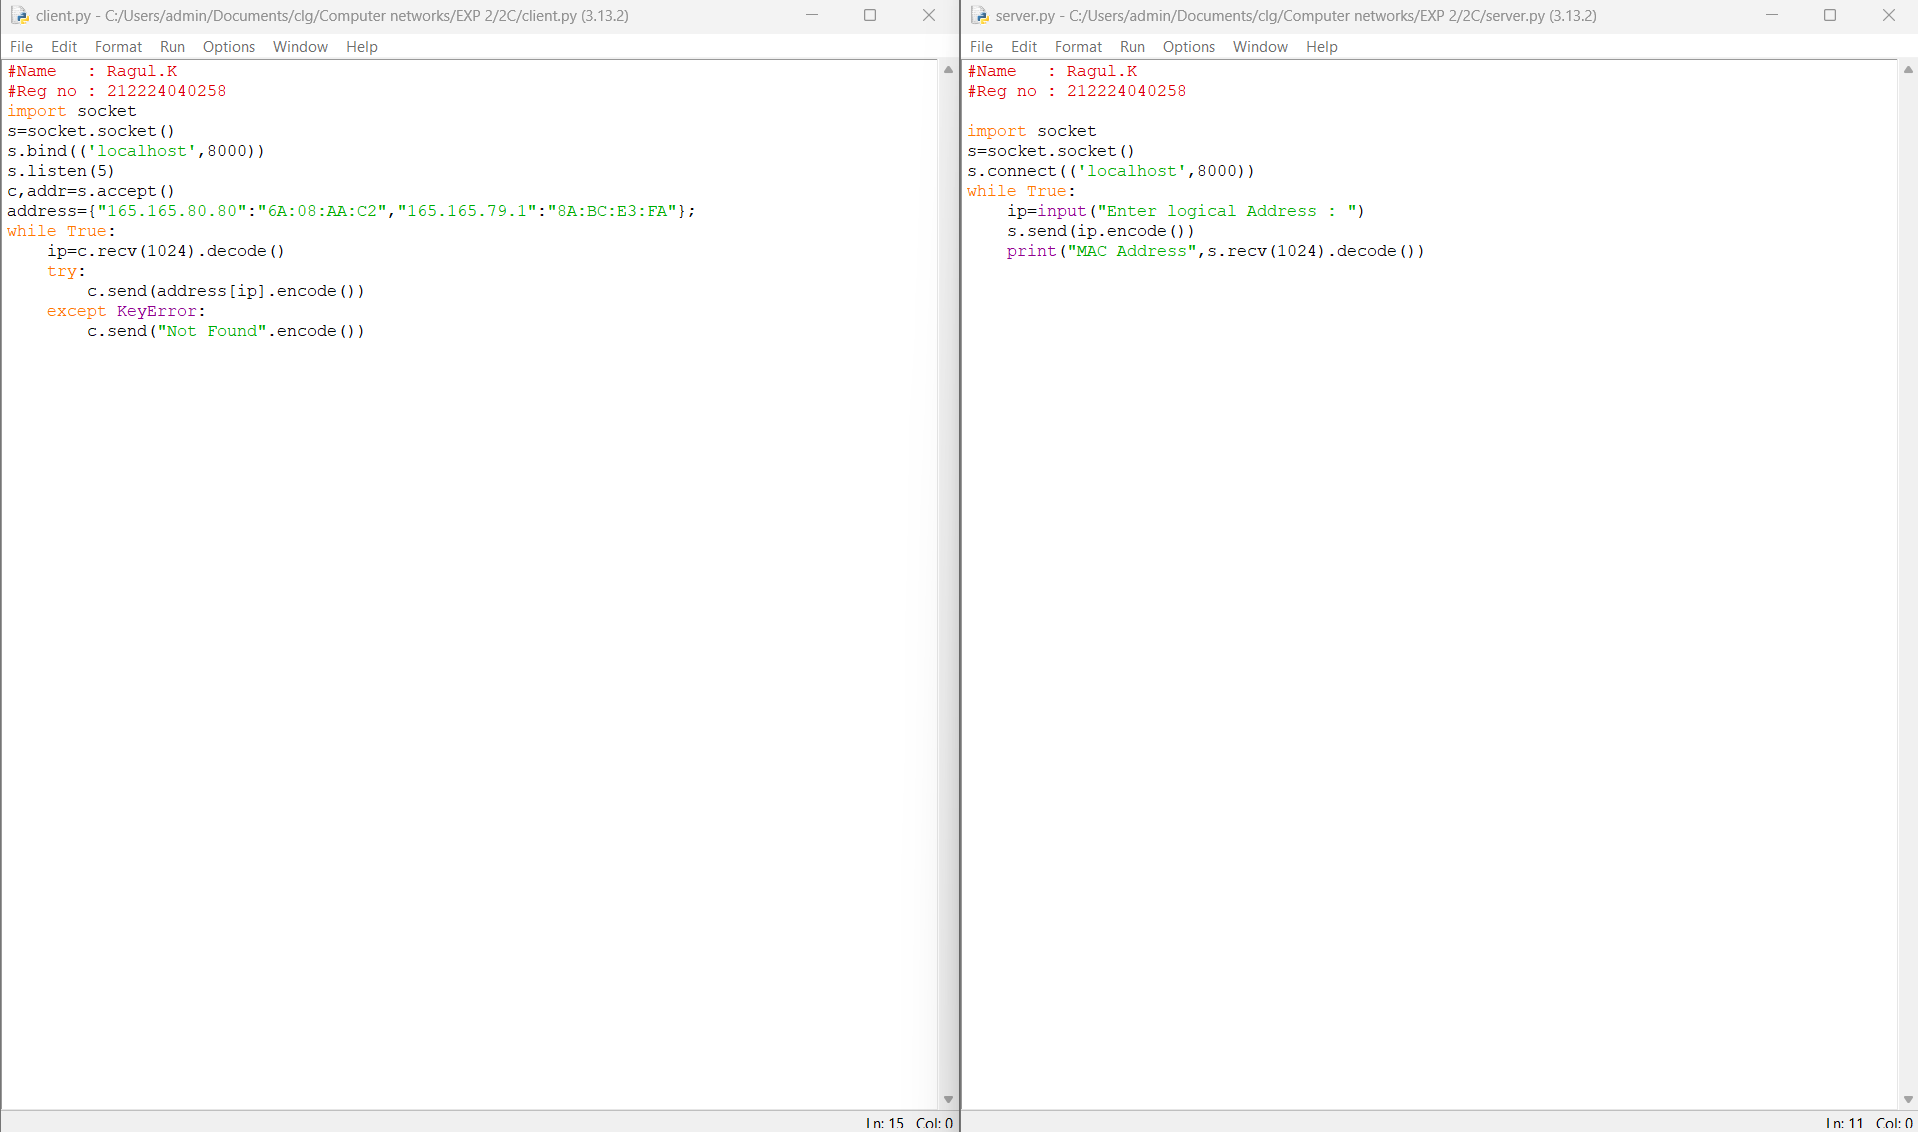 client.py - C:/Users/admin/Documents/clg/Computer networks/EXP 2/2C/client.py (3.13.2)
File Edit Format Run Options Window Help
#Name   : Ragul.K
#Reg no : 212224040258
import socket
s=socket.socket()
s.bind(('localhost',8000))
s.listen(5)
c,addr=s.accept()
address={"165.165.80.80":"6A:08:AA:C2","165.165.79.1":"8A:BC:E3:FA"};
while True:
    ip=c.recv(1024).decode()
    try:
        c.send(address[ip].encode())
    except KeyError:
        c.send("Not Found".encode())
Ln: 15 Col: 0
server.py - C:/Users/admin/Documents/clg/Computer networks/EXP 2/2C/server.py (3.13.2)
File Edit Format Run Options Window Help
#Name   : Ragul.K
#Reg no : 212224040258
import socket
s=socket.socket()
s.connect(('localhost',8000))
while True:
    ip=input("Enter logical Address : ")
    s.send(ip.encode())
    print("MAC Address",s.recv(1024).decode())
Ln: 11 Col: 0